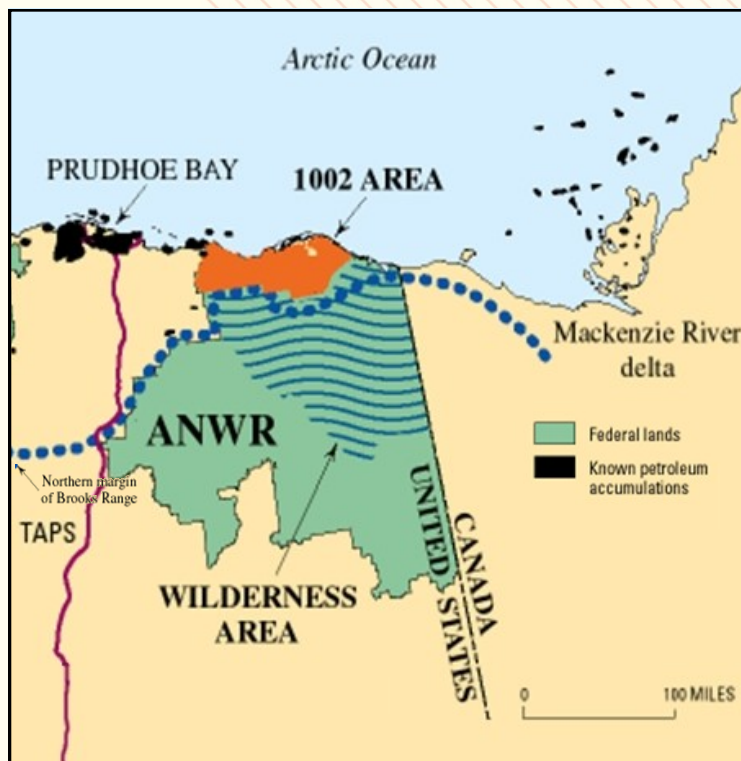 Arctic Ocean
PRUDHOE BAY
1002 AREA
Mackenzie River
delta
ANWR
Federal lands
Known petroleum
accumulations
Northern margin
of Brooks Range
TAPS
WILDERNESS
AREA
UNITED STATES
CANADA
0 100 MILES